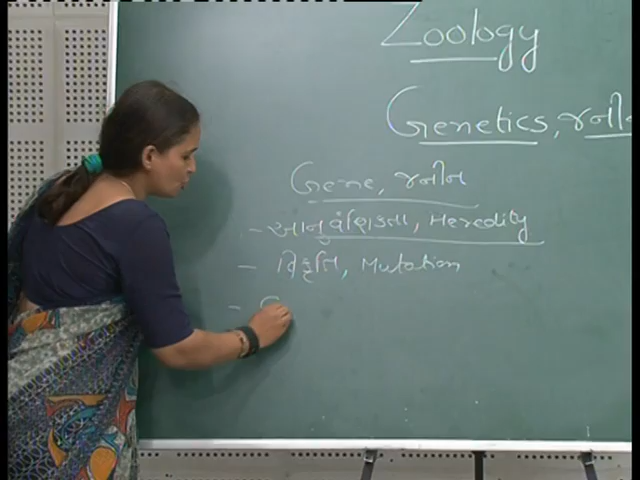 Zoology
Genetics, જની
Gene, જનીન
- આનુવંશિકતા, Heredity
- વિકૃતિ, Mutation
-